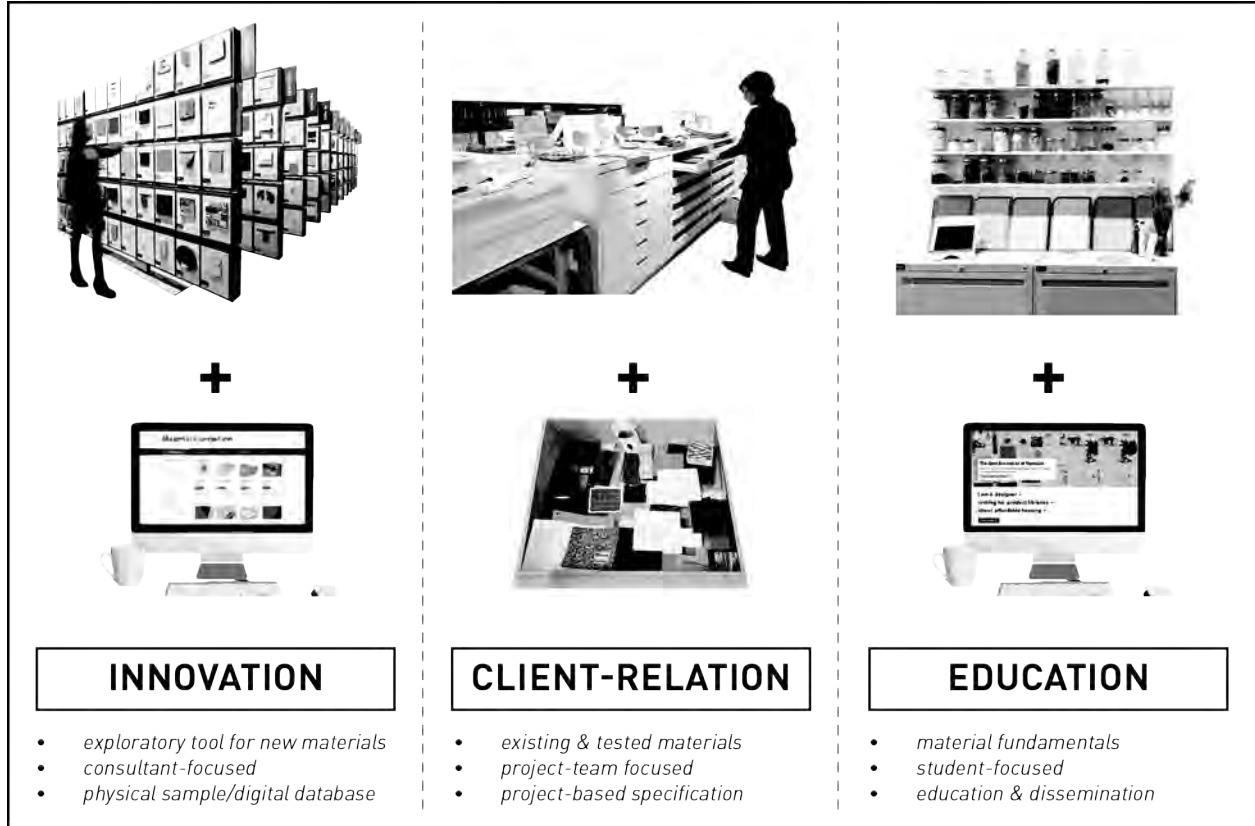 +
+
+
INNOVATION
• exploratory tool for new materials
• consultant-focused
• physical sample/digital database
CLIENT-RELATION
• existing & tested materials
• project-team focused
• project-based specification
EDUCATION
• material fundamentals
• student-focused
• education & dissemination